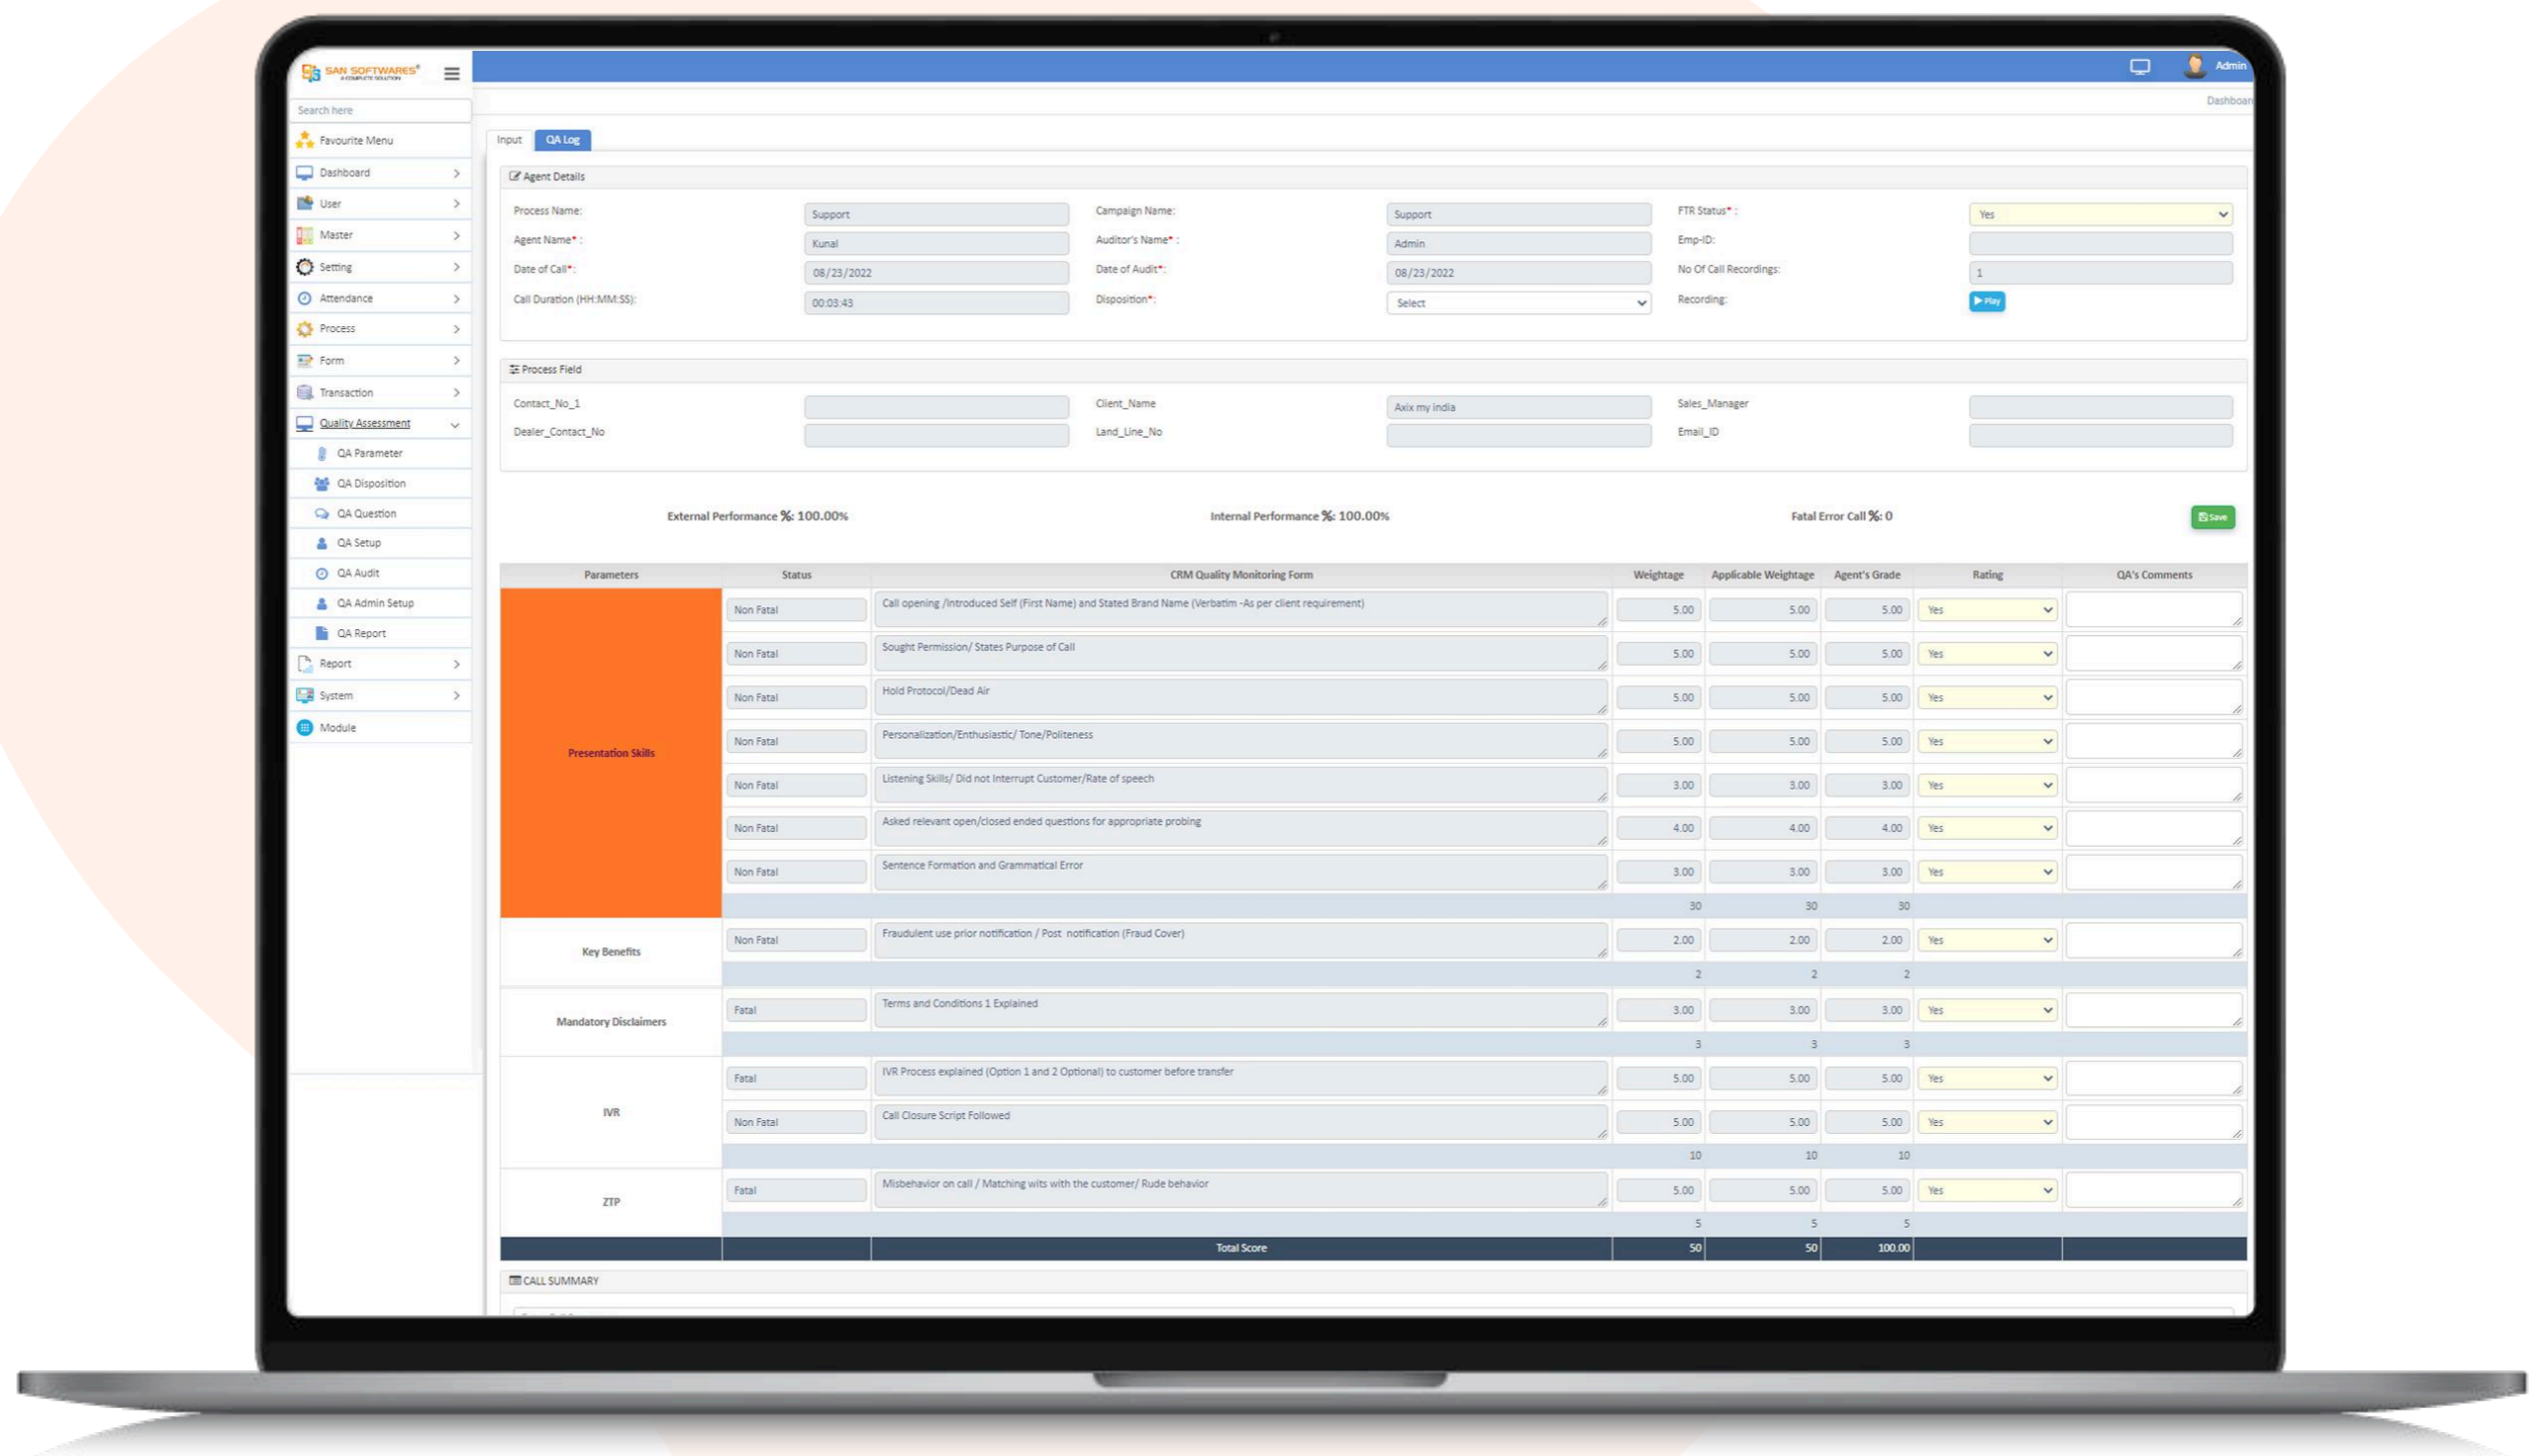 SAN SOFTWARES®
A COMPLETE SOLUTION
Admin
Search here
Dashboar
Favourite Menu
Dashboard
User
Master
Setting
Attendance
Process
Form
Transaction
Quality Assessment
QA Parameter
QA Disposition
QA Question
QA Setup
QA Audit
QA Admin Setup
QA Report
Report
System
Module
Input QA Log
Agent Details
Process Name: Support Campaign Name: Support FTR Status* : Yes
Agent Name* : Kunal Auditor's Name* : Admin Emp-ID:
Date of Call*: 08/23/2022 Date of Audit*: 08/23/2022 No Of Call Recordings: 1
Call Duration (HH:MM:SS): 00:03:43 Disposition*: Select Recording: Play
Process Field
Contact_No_1 Client_Name Axix my india Sales_Manager
Dealer_Contact_No Land_Line_No Email_ID
External Performance %: 100.00% Internal Performance %: 100.00% Fatal Error Call %: 0 Save
Parameters Status CRM Quality Monitoring Form Weightage Applicable Weightage Agent's Grade Rating QA's Comments
Non Fatal Call opening /Introduced Self (First Name) and Stated Brand Name (Verbatim -As per client requirement) 5.00 5.00 5.00 Yes
Non Fatal Sought Permission/ States Purpose of Call 5.00 5.00 5.00 Yes
Non Fatal Hold Protocol/Dead Air 5.00 5.00 5.00 Yes
Presentation Skills Non Fatal Personalization/Enthusiastic/ Tone/Politeness 5.00 5.00 5.00 Yes
Non Fatal Listening Skills/ Did not Interrupt Customer/Rate of speech 3.00 3.00 3.00 Yes
Non Fatal Asked relevant open/closed ended questions for appropriate probing 4.00 4.00 4.00 Yes
Non Fatal Sentence Formation and Grammatical Error 3.00 3.00 3.00 Yes
30 30 30
Key Benefits Non Fatal Fraudulent use prior notification / Post notification (Fraud Cover) 2.00 2.00 2.00 Yes
2 2 2
Mandatory Disclaimers Fatal Terms and Conditions 1 Explained 3.00 3.00 3.00 Yes
3 3 3
Fatal IVR Process explained (Option 1 and 2 Optional) to customer before transfer 5.00 5.00 5.00 Yes
IVR Non Fatal Call Closure Script Followed 5.00 5.00 5.00 Yes
10 10 10
ZTP Fatal Misbehavior on call / Matching wits with the customer/ Rude behavior 5.00 5.00 5.00 Yes
5 5 5
Total Score 50 50 100.00
CALL SUMMARY